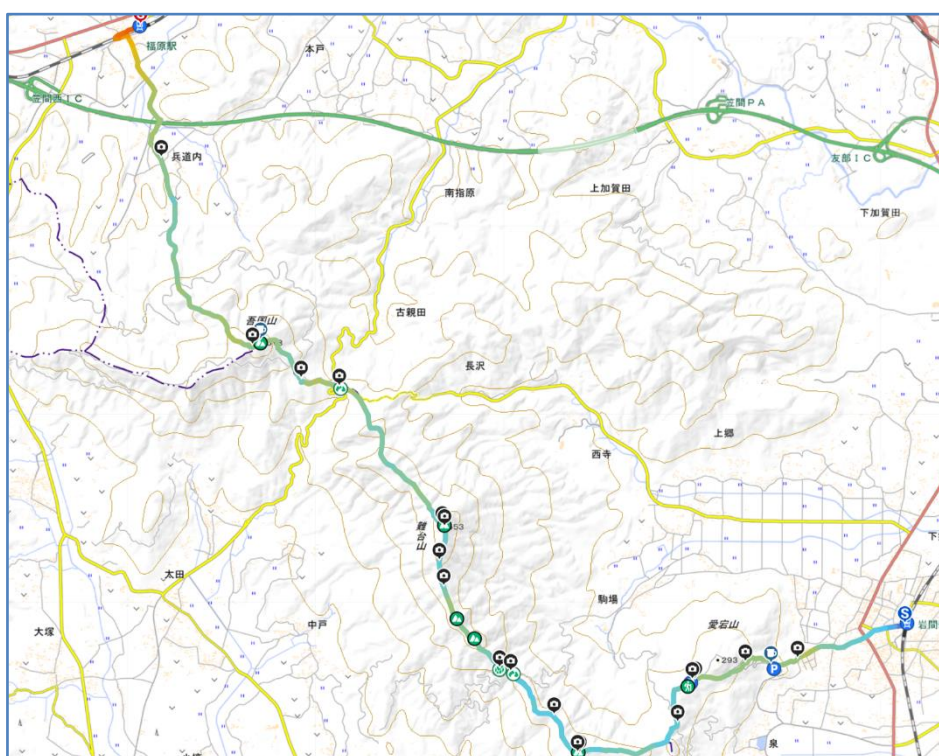 福原駅
本戸
笠間西IC
笠間PA
兵道内
友部IC
南指原
上加賀田
下加賀田
吾国山
古親田
長沢
上郷
西寺
難台山
553
太田
駒場
中戸
大塚
愛宕山
293
S
岩間
P
泉